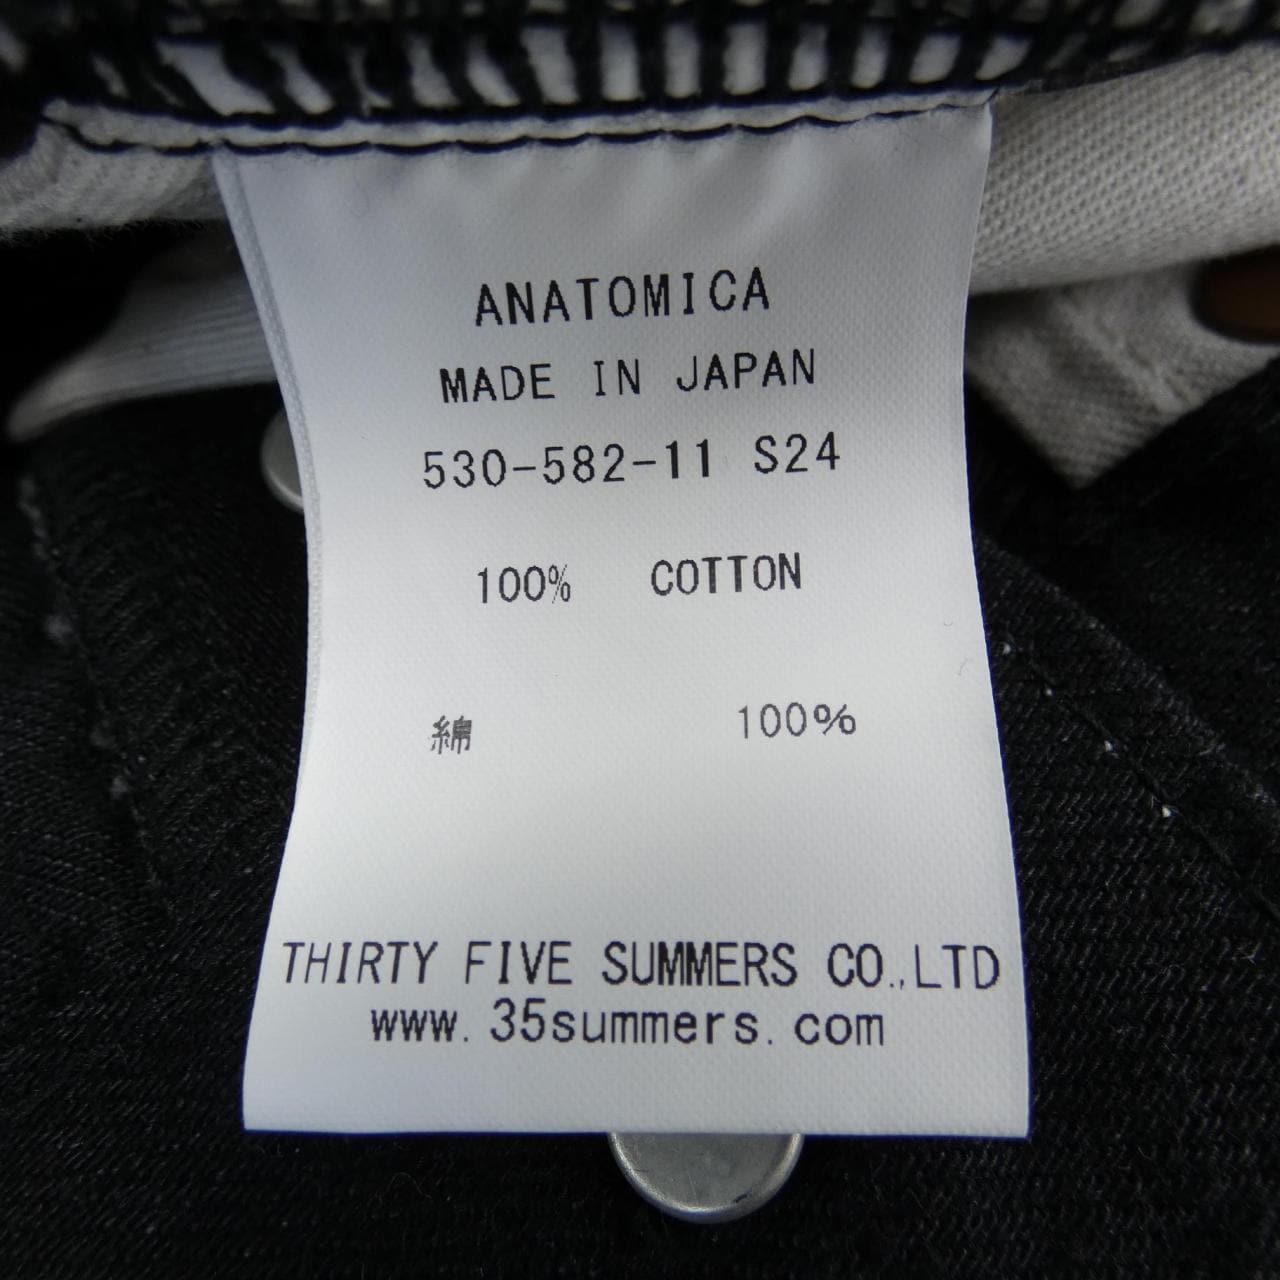 ANATOMICA
MADE IN JAPAN
530-582-11 S24
100% COTTON
綿 100%
THIRTY FIVE SUMMERS CO.,LTD
www.35summers.com